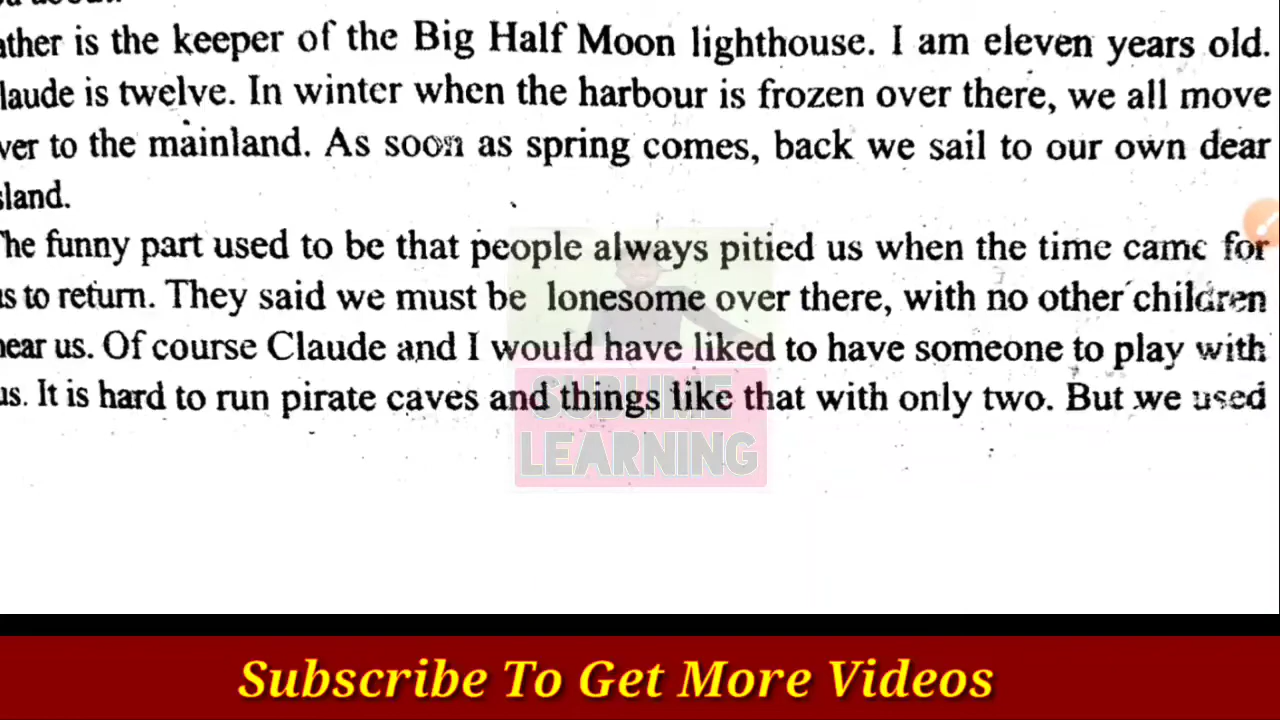 ather is the keeper of the Big Half Moon lighthouse. I am eleven years old.
laude is twelve. In winter when the harbour is frozen over there, we all move
ver to the mainland. As soon as spring comes, back we sail to our own dear
sland.
The funny part used to be that people always pitied us when the time came for
us to return. They said we must be lonesome over there, with no other children
near us. Of course Claude and I would have liked to have someone to play with
us. It is hard to run pirate caves and things like that with only two. But we used
SUBLIME
LEARNING
Subscribe To Get More Videos